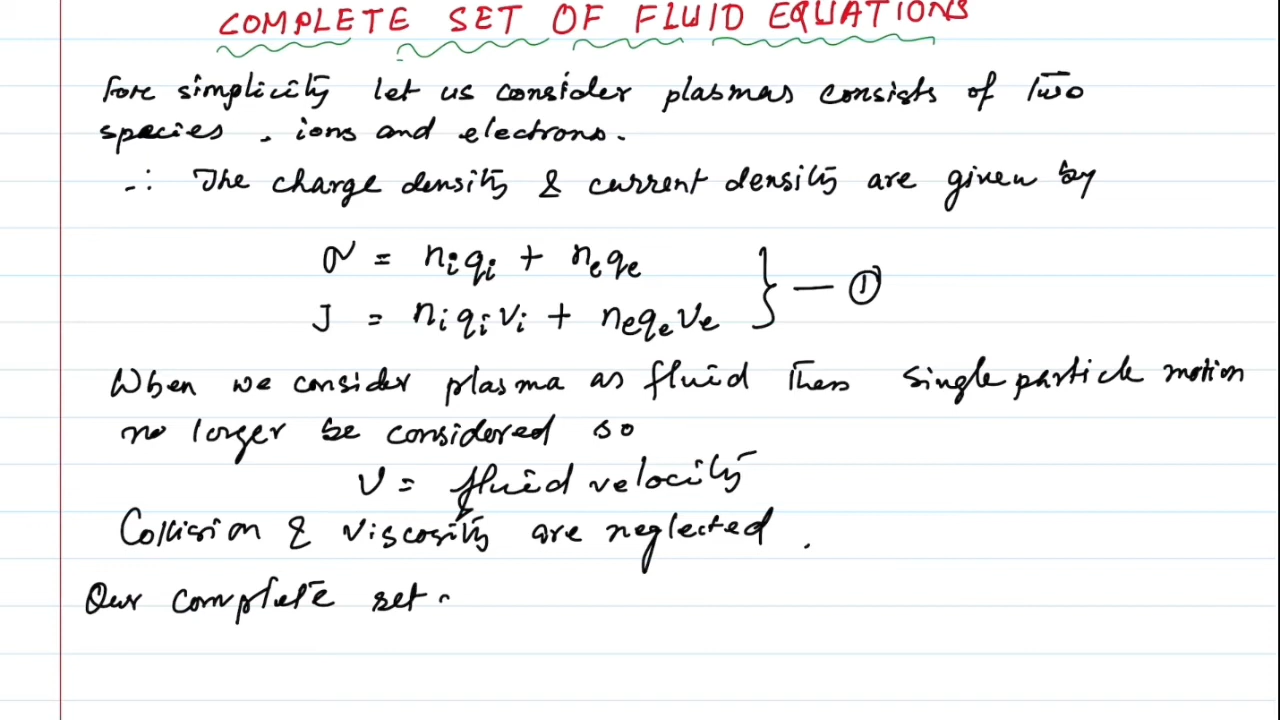 COMPLETE SET OF FLUID EQUATIONS
Fore simplicity let us consider plasmas consists of Two
species, ions and electrons.
∴ The charge density & current density are given by
σ = nᵢqᵢ + nₑqₑ
J = nᵢqᵢvᵢ + nₑqₑvₑ } — ①
When we consider plasma as fluid then single particle motion
no longer be considered so
v = fluid velocity
Collision & viscosity are neglected.
Our complete set